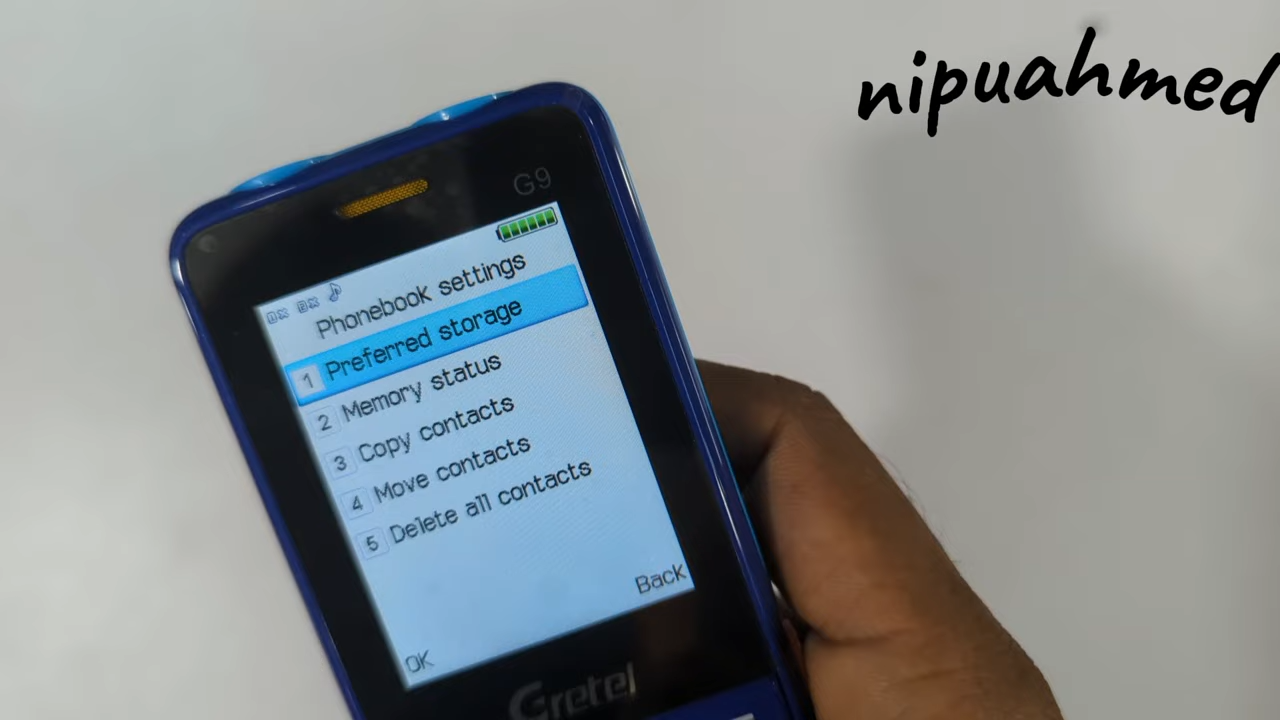 nipuahmed
G9
Phonebook settings
1 Preferred storage
2 Memory status
3 Copy contacts
4 Move contacts
5 Delete all contacts
OK Back
Gretel